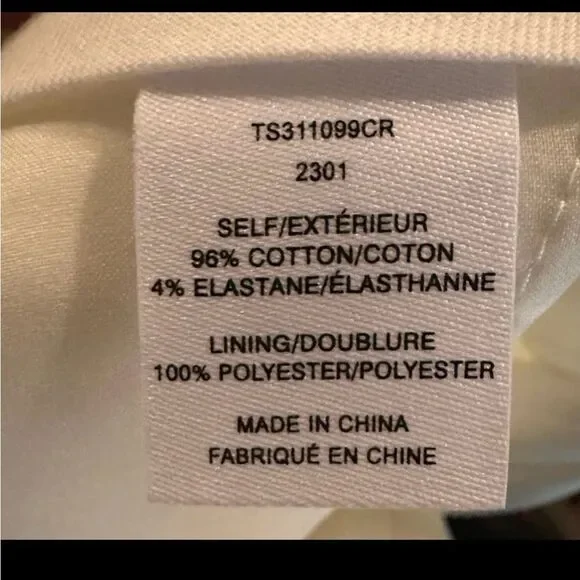 TS311099CR
2301
SELF/EXTÉRIEUR
96% COTTON/COTON
4% ELASTANE/ÉLASTHANNE
LINING/DOUBLURE
100% POLYESTER/POLYESTER
MADE IN CHINA
FABRIQUÉ EN CHINE